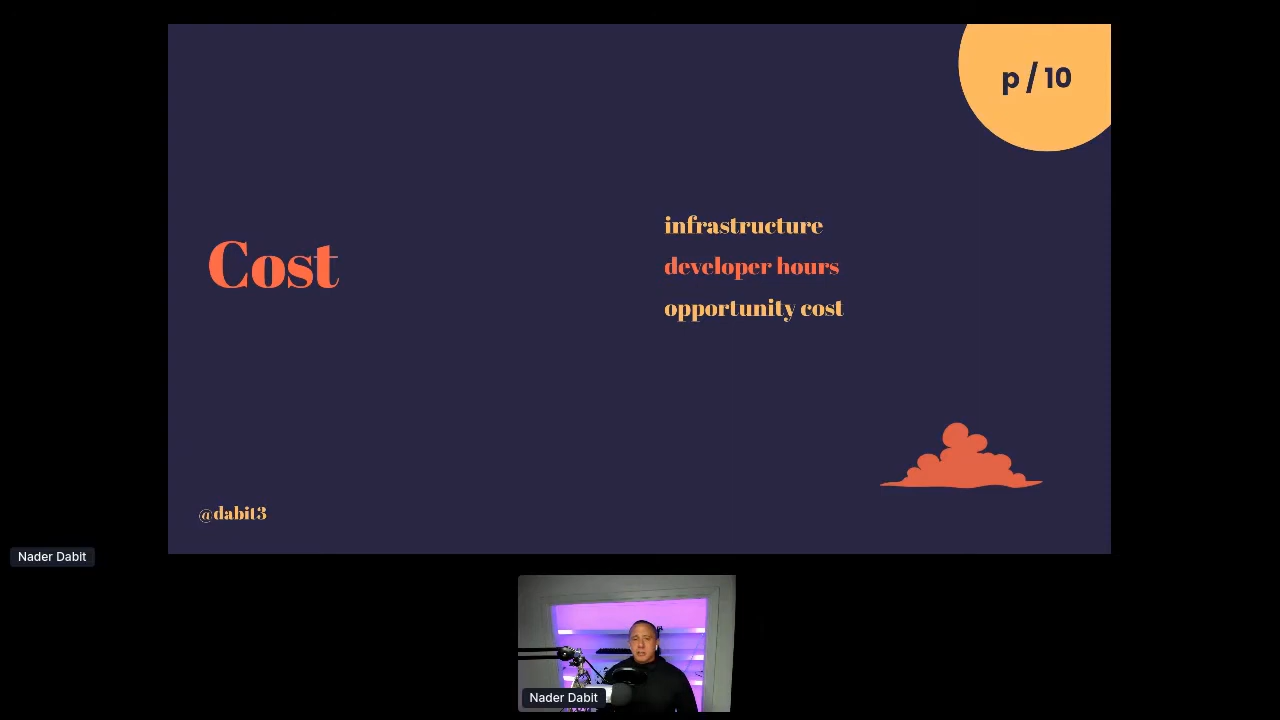 p / 10
Cost
infrastructure
developer hours
opportunity cost
@dabit3
Nader Dabit
Nader Dabit